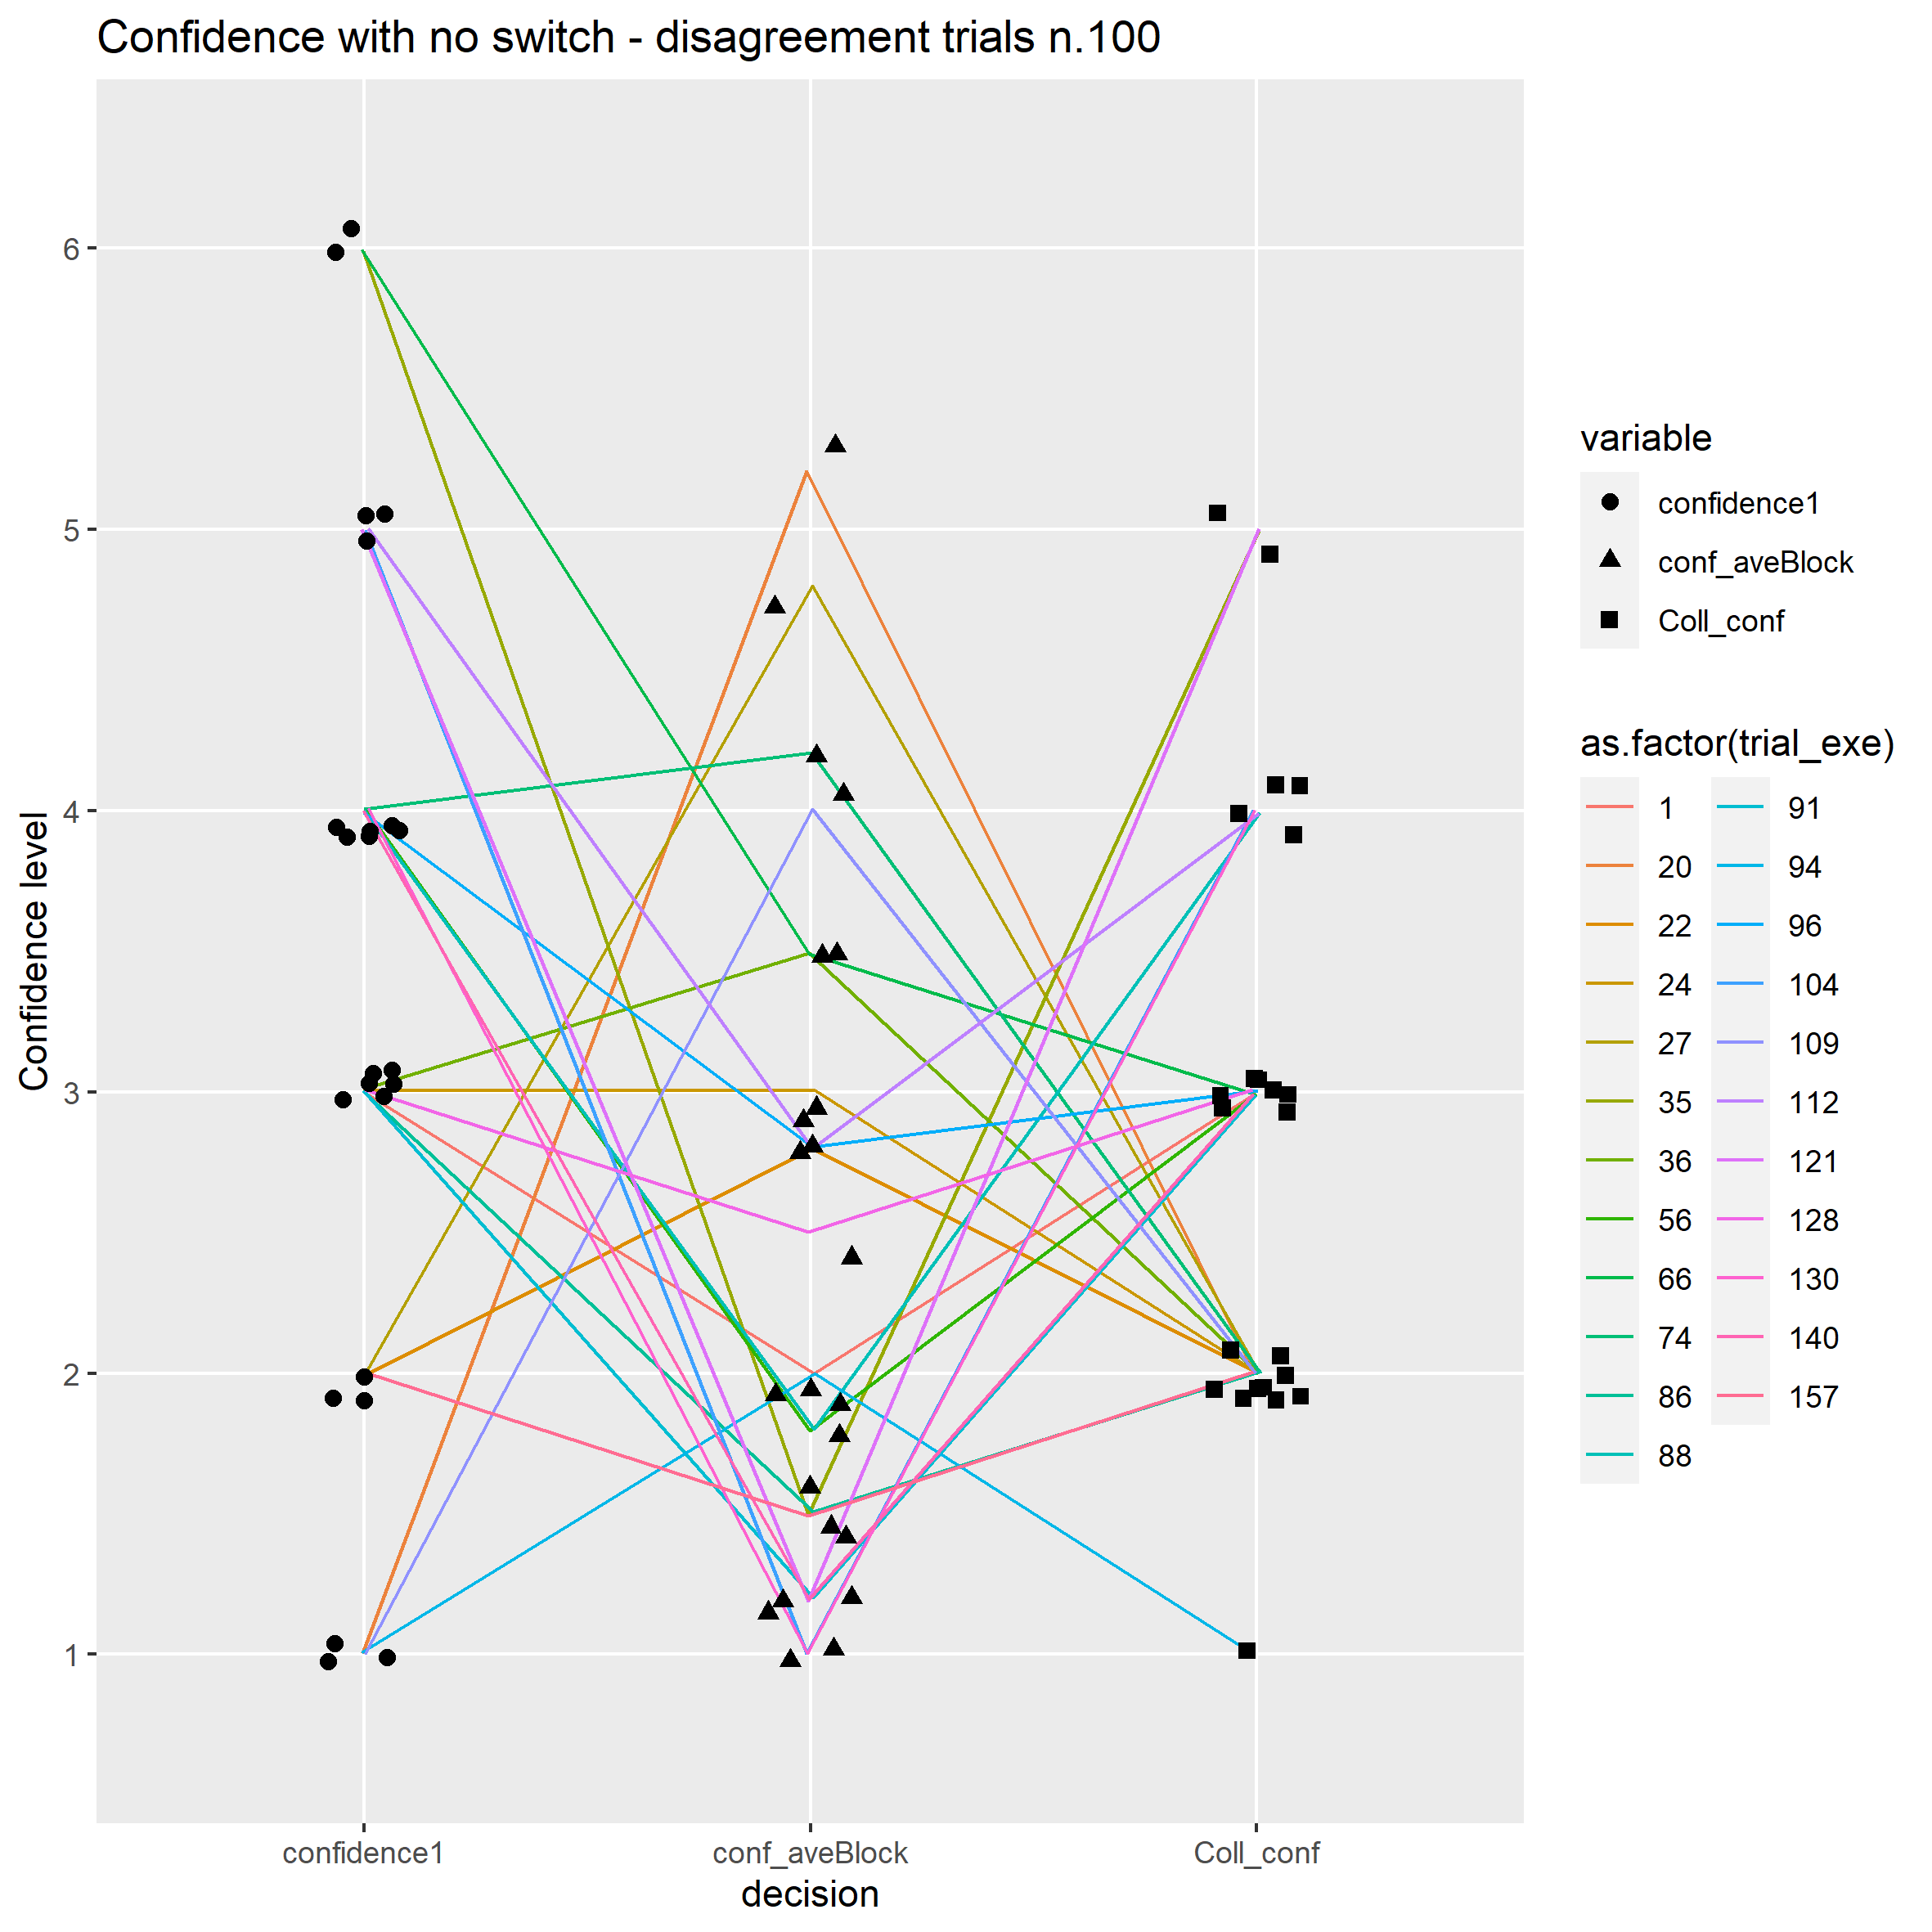 Confidence with no switch - disagreement trials n.100
Confidence level
6
5
4
3
2
1
confidence1
conf_aveBlock
Coll_conf
decision
variable
confidence1
conf_aveBlock
Coll_conf
as.factor(trial_exe)
1
20
22
24
27
35
36
56
66
74
86
88
91
94
96
104
109
112
121
128
130
140
157